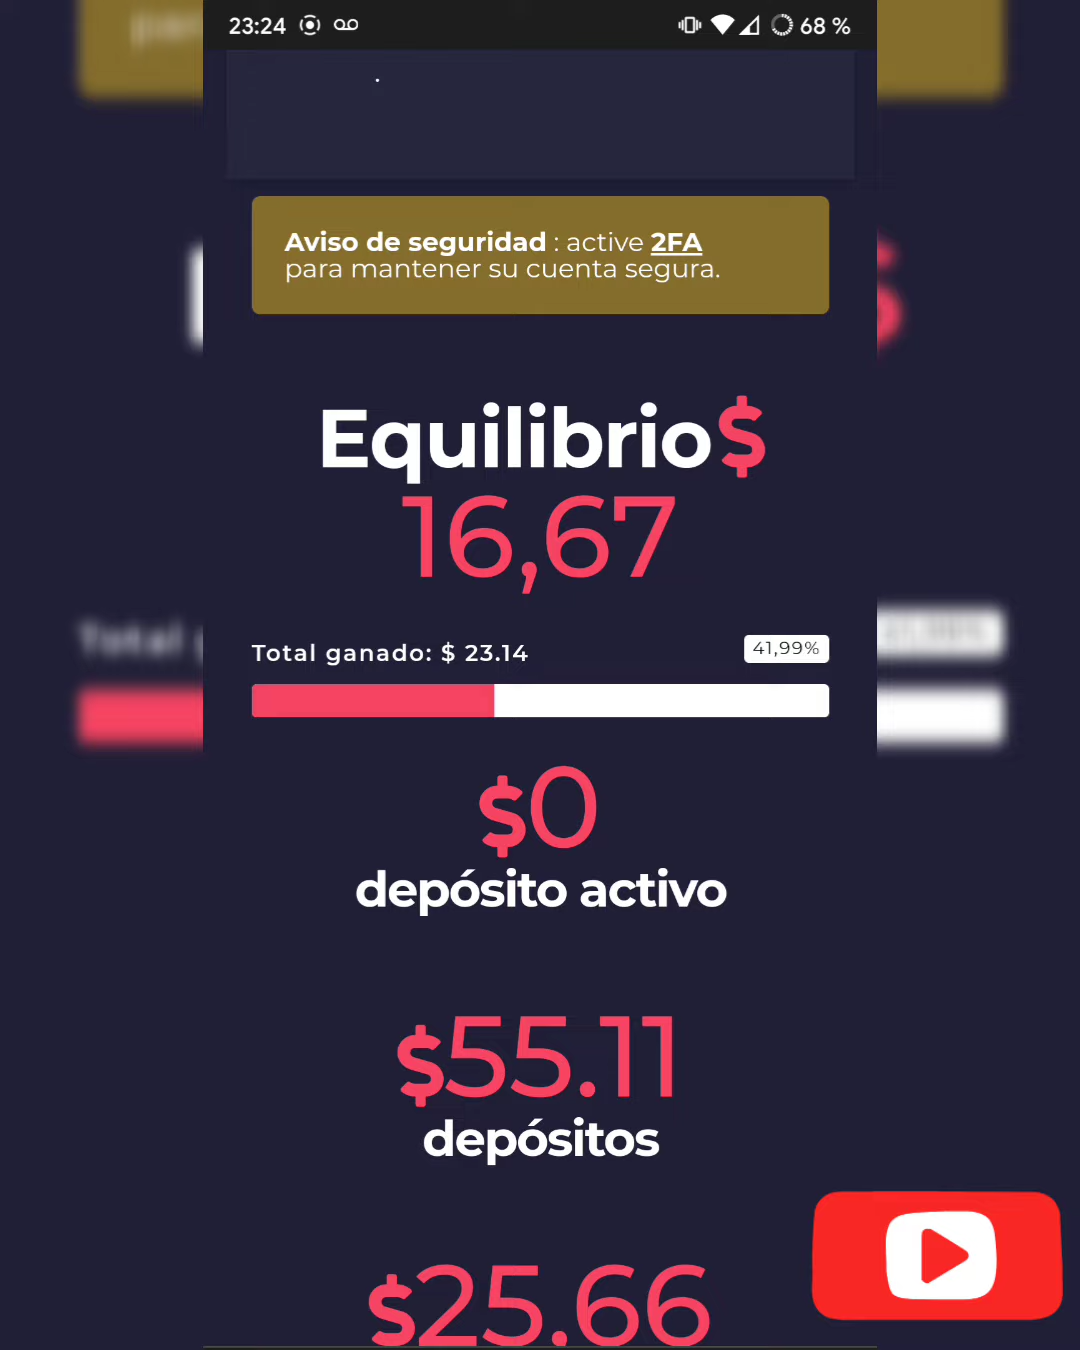 23:24 68 %
Aviso de seguridad : active 2FA
para mantener su cuenta segura.
Equilibrio$
16,67
Total ganado: $ 23.14 41,99%
$0
depósito activo
$55.11
depósitos
$25.66